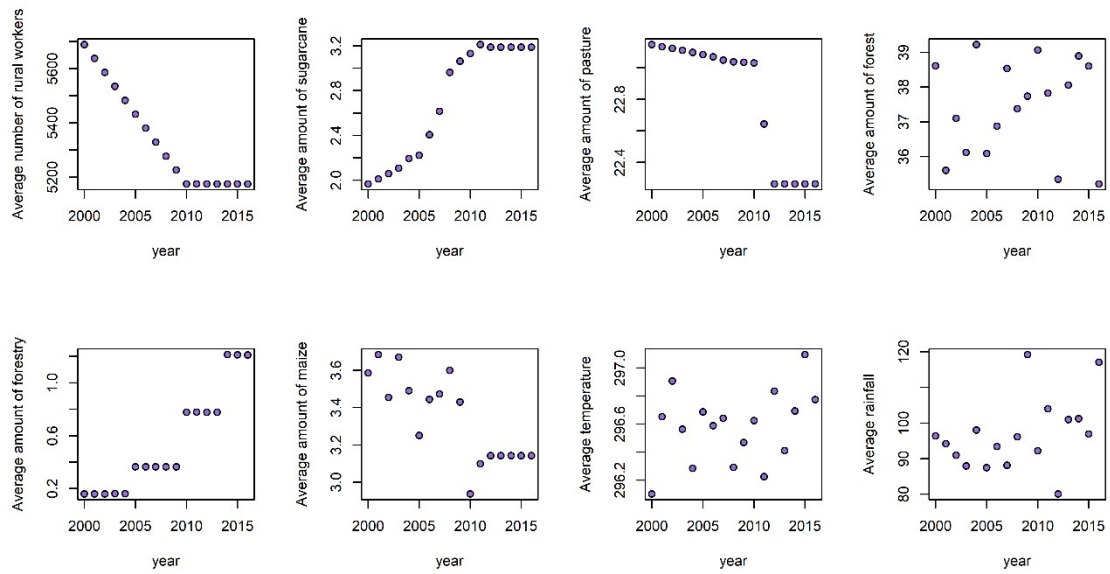 Average number of rural workers
5200 5400 5600
2000 2005 2010 2015
year
Average amount of sugarcane
2.0 2.4 2.8 3.2
2000 2005 2010 2015
year
Average amount of pasture
22.4 22.8
2000 2005 2010 2015
year
Average amount of forest
36 37 38 39
2000 2005 2010 2015
year
Average amount of forestry
0.2 0.6 1.0
2000 2005 2010 2015
year
Average amount of maize
3.0 3.2 3.4 3.6
2000 2005 2010 2015
year
Average temperature
296.2 296.6 297.0
2000 2005 2010 2015
year
Average rainfall
80 90 100 120
2000 2005 2010 2015
year